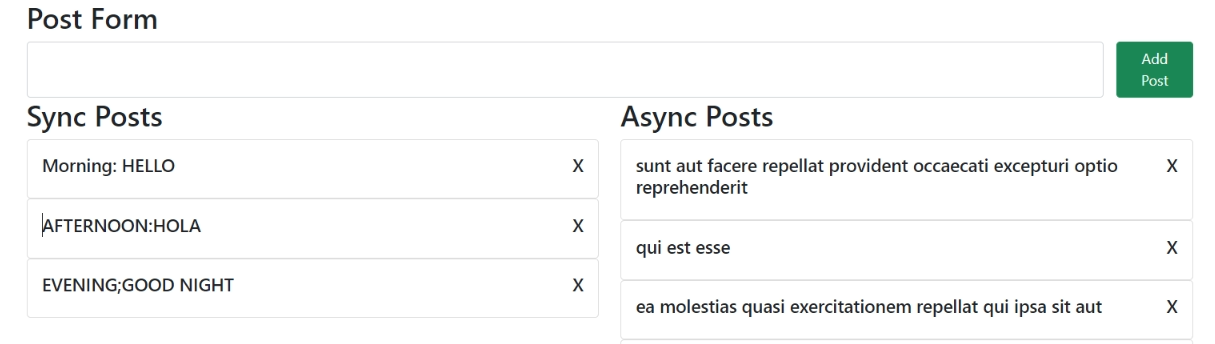 Post Form
Add
Post
Sync Posts
Morning: HELLO X
AFTERNOON:HOLA X
EVENING;GOOD NIGHT X
Async Posts
sunt aut facere repellat provident occaecati excepturi optio X
reprehenderit
qui est esse X
ea molestias quasi exercitationem repellat qui ipsa sit aut X